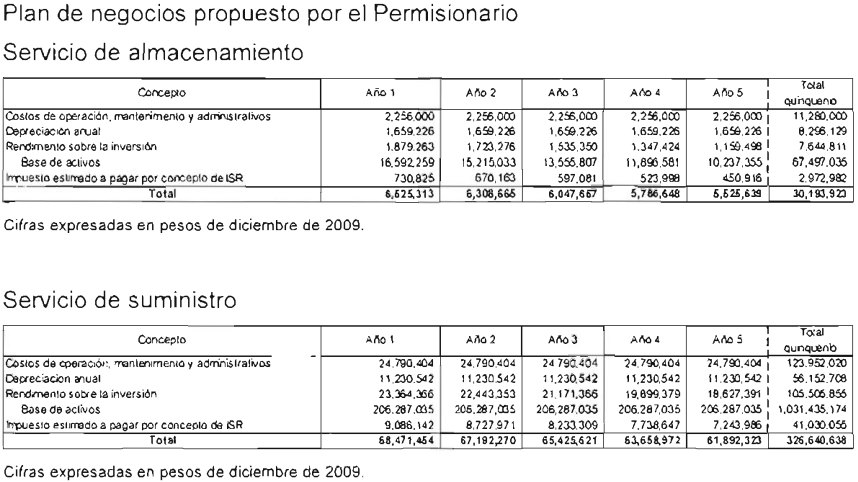 Plan de negocios propuesto por el Permisionario
Servicio de almacenamiento
Concepto Año 1 Año 2 Año 3 Año 4 Año 5 Total quinquenio
Costos de operación, mantenimiento y administrativos 2,256,000 2,256,000 2,256,000 2,256,000 2,256,000 11,280,000
Depreciación anual 1,659,226 1,659,226 1,659,226 1,659,226 1,659,226 8,296,129
Rendimiento sobre la inversión 1,879,263 1,723,276 1,535,350 1,347,424 1,159,498 7,644,811
Base de activos 16,592,259 15,215,033 13,555,807 11,896,581 10,237,355 67,497,035
Impuesto estimado a pagar por concepto de ISR 730,825 670,163 597,081 523,998 450,916 2,972,982
Total 6,525,313 6,308,665 6,047,657 5,786,648 5,525,639 30,193,923
Cifras expresadas en pesos de diciembre de 2009.
Servicio de suministro
Concepto Año 1 Año 2 Año 3 Año 4 Año 5 Total quinquenio
Costos de operación, mantenimiento y administrativos 24,790,404 24,790,404 24,790,404 24,790,404 24,790,404 123,952,020
Depreciación anual 11,230,542 11,230,542 11,230,542 11,230,542 11,230,542 56,152,708
Rendimiento sobre la inversión 23,364,366 22,443,353 21,171,366 19,899,379 18,627,391 105,505,855
Base de activos 206,287,035 206,287,035 206,287,035 206,287,035 206,287,035 1,031,435,174
Impuesto estimado a pagar por concepto de ISR 9,086,142 8,727,971 8,233,309 7,738,647 7,243,986 41,030,055
Total 68,471,454 67,192,270 65,425,621 63,658,972 61,892,323 326,640,638
Cifras expresadas en pesos de diciembre de 2009.